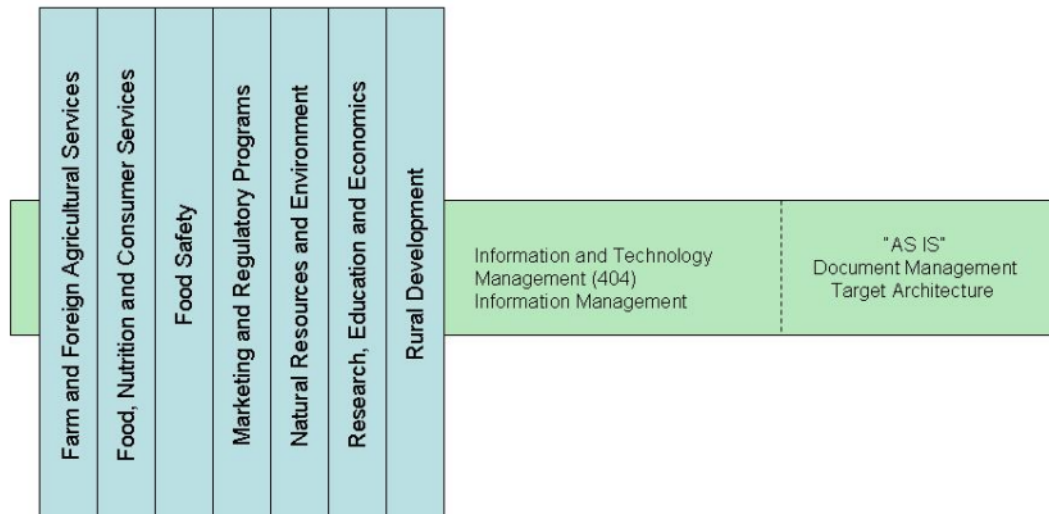 Farm and Foreign Agricultural Services
Food, Nutrition and Consumer Services
Food Safety
Marketing and Regulatory Programs
Natural Resources and Environment
Research, Education and Economics
Rural Development
Information and Technology
Management (404)
Information Management
"AS IS"
Document Management
Target Architecture